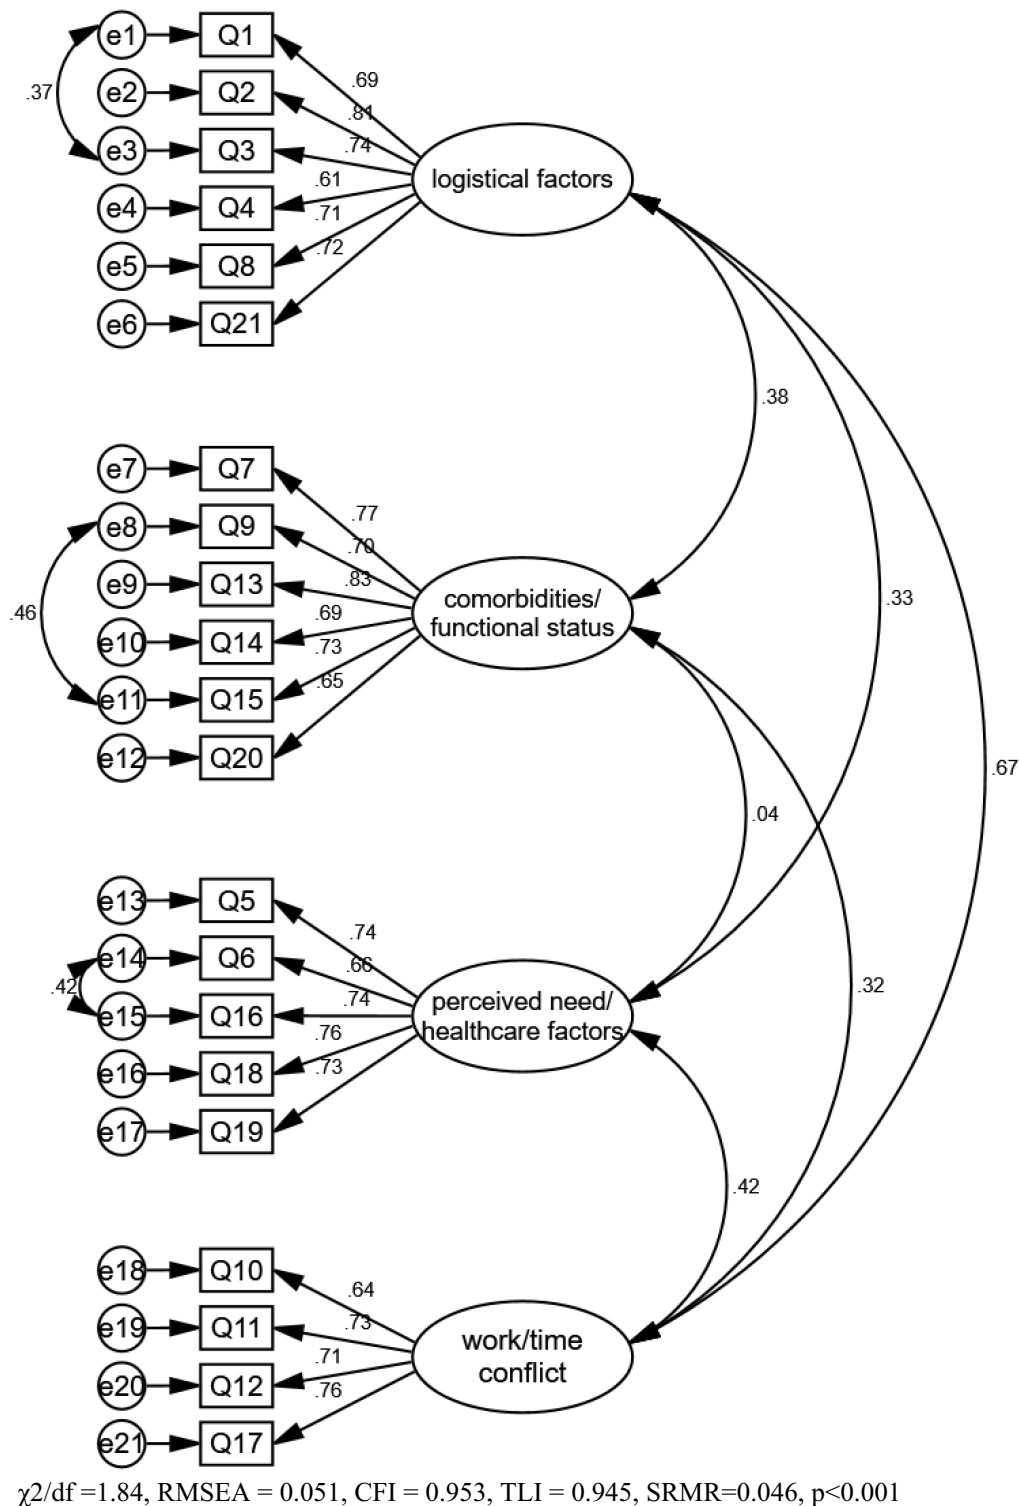 e1 Q1
.69
.37 e2 Q2
.81
e3 Q3 .74
logistical factors
.61
e4 Q4
.71
e5 Q8 .72
e6 Q21
.38
e7 Q7
.77
e8 Q9
.70
e9 Q13 .83
.33
comorbidities/
functional status
.46 .69
e10 Q14
.73
e11 Q15 .65
e12 Q20
.67
.04
e13 Q5
.74
e14 Q6 .66
.42 .32
.74
perceived need/
healthcare factors
e15 Q16
.76
e16 Q18 .73
e17 Q19
.42
e18 Q10
.64
e19 Q11 .73
work/time
conflict
.71
e20 Q12 .76
e21 Q17
χ2/df =1.84, RMSEA = 0.051, CFI = 0.953, TLI = 0.945, SRMR=0.046, p<0.001